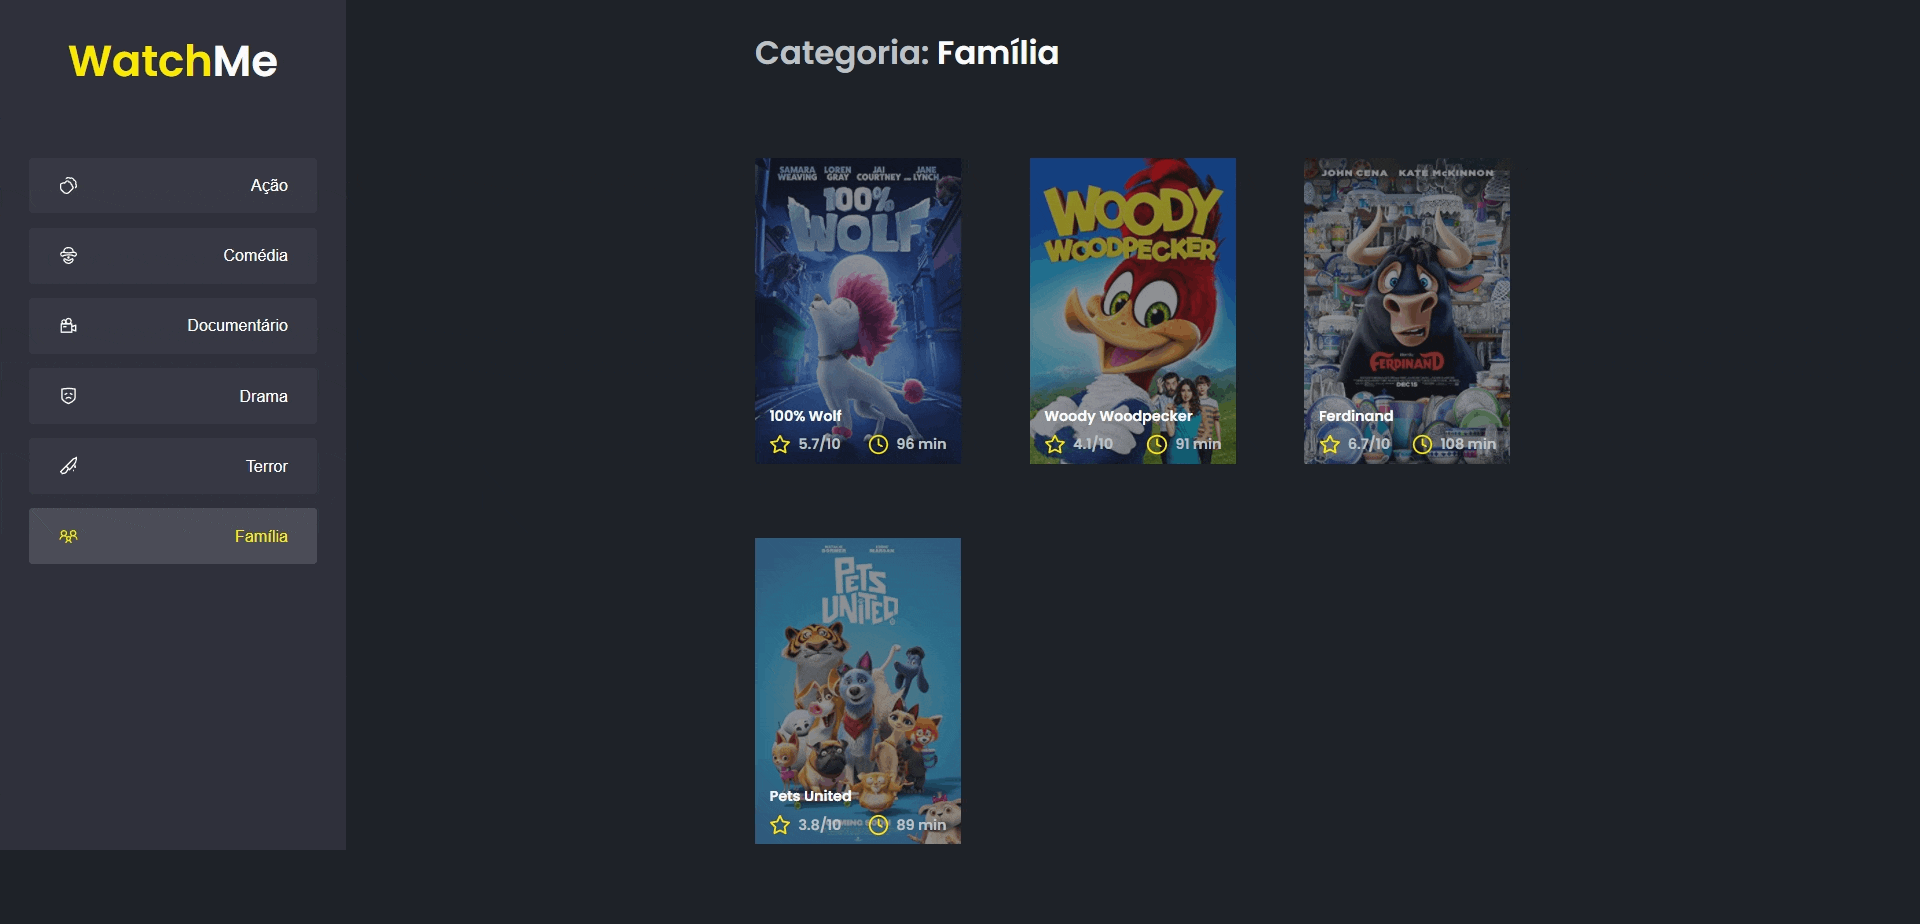 WatchMe
Ação
Comédia
Documentário
Drama
Terror
Família
Categoria: Família
SAMARA WEAVING LOREN GRAY JAI COURTNEY AND JANE LYNCH
100%
WOLF
100% Wolf
5.7/10 96 min
WOODY
WOODPECKER
Woody Woodpecker
4.1/10 91 min
JOHN CENA KATE McKINNON
FERDINAND
DEC 15
Ferdinand
6.7/10 108 min
PETS
UNITED
Pets United
3.8/10 89 min